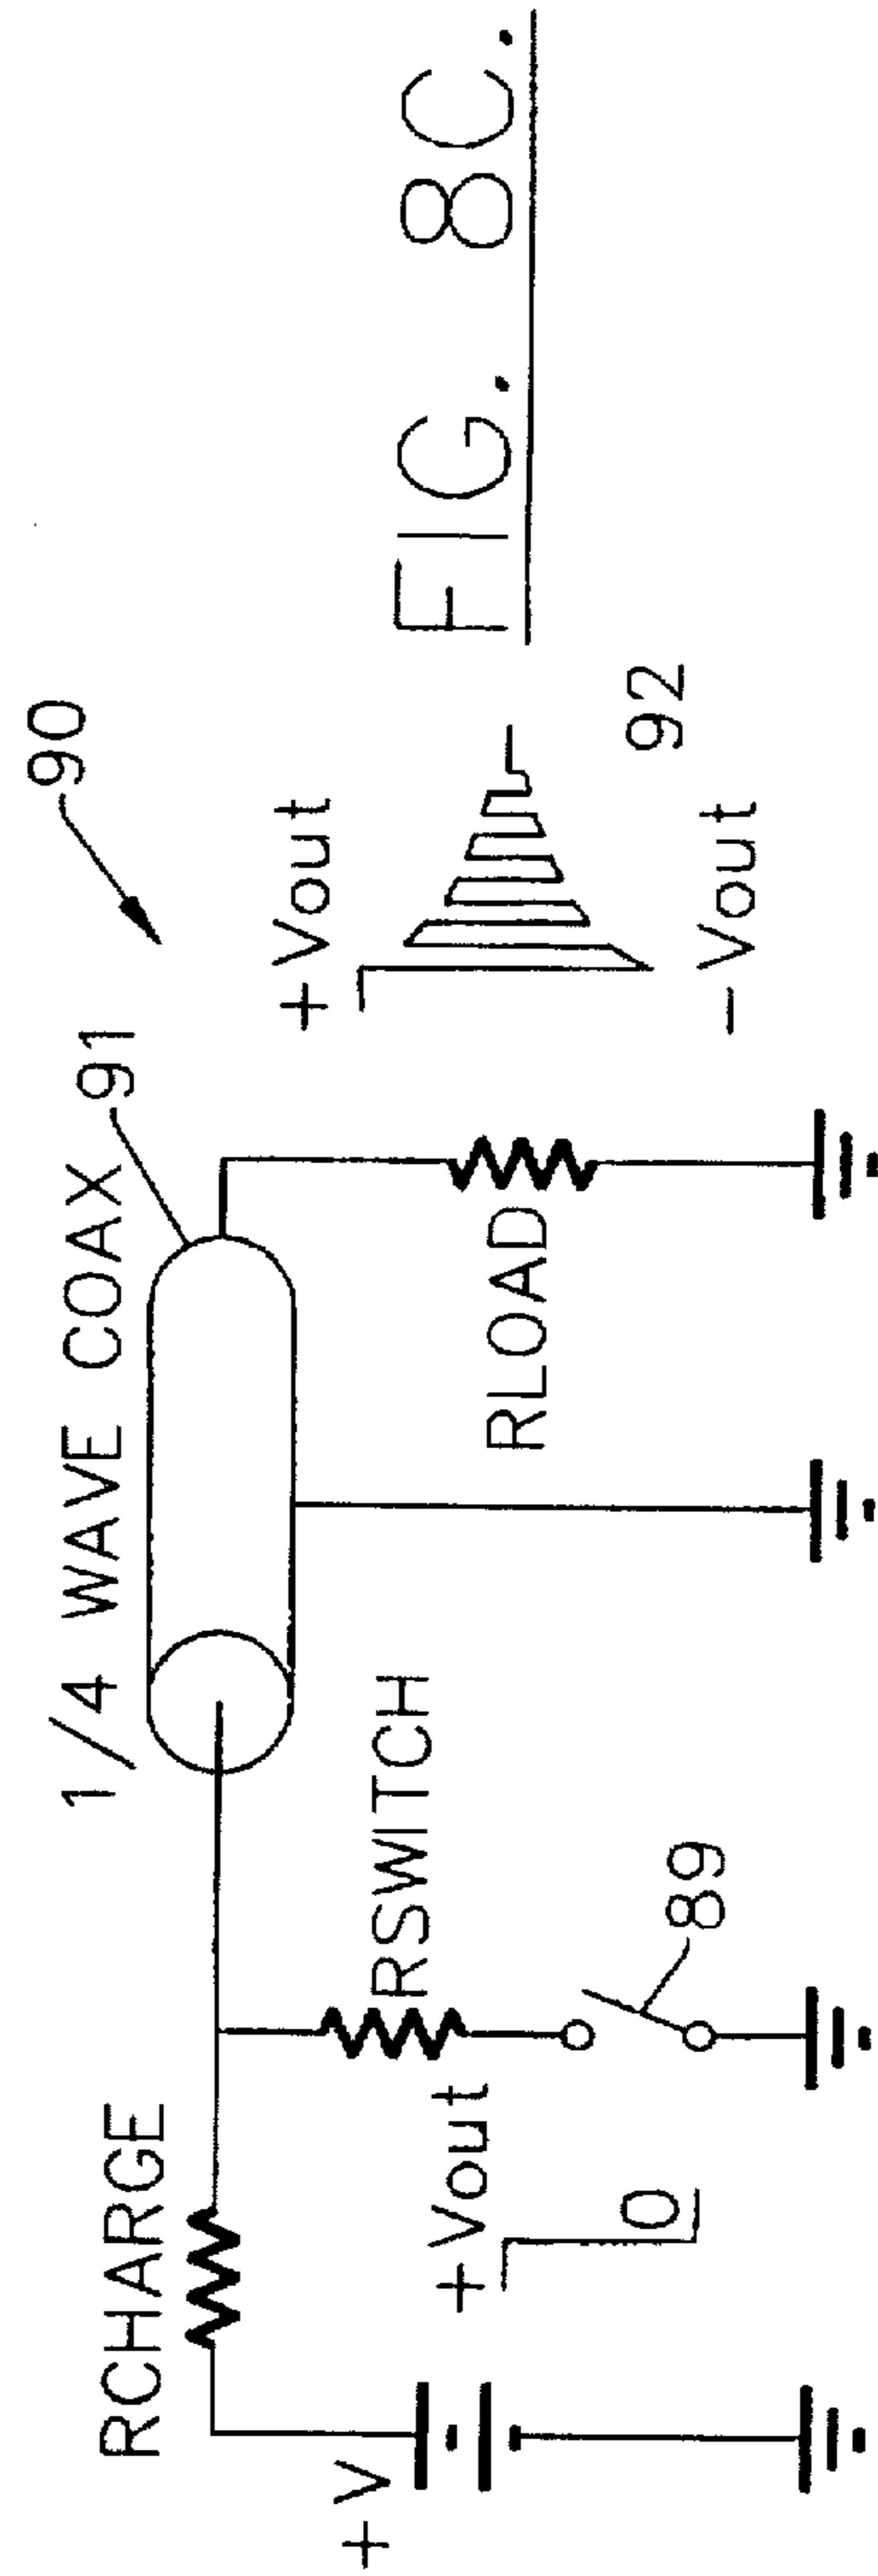 1/4 WAVE COAX
91
90
RCHARGE
RSWITCH
+Vout
0
89
+V
RLOAD
+Vout
-Vout
92
FIG. 8C.